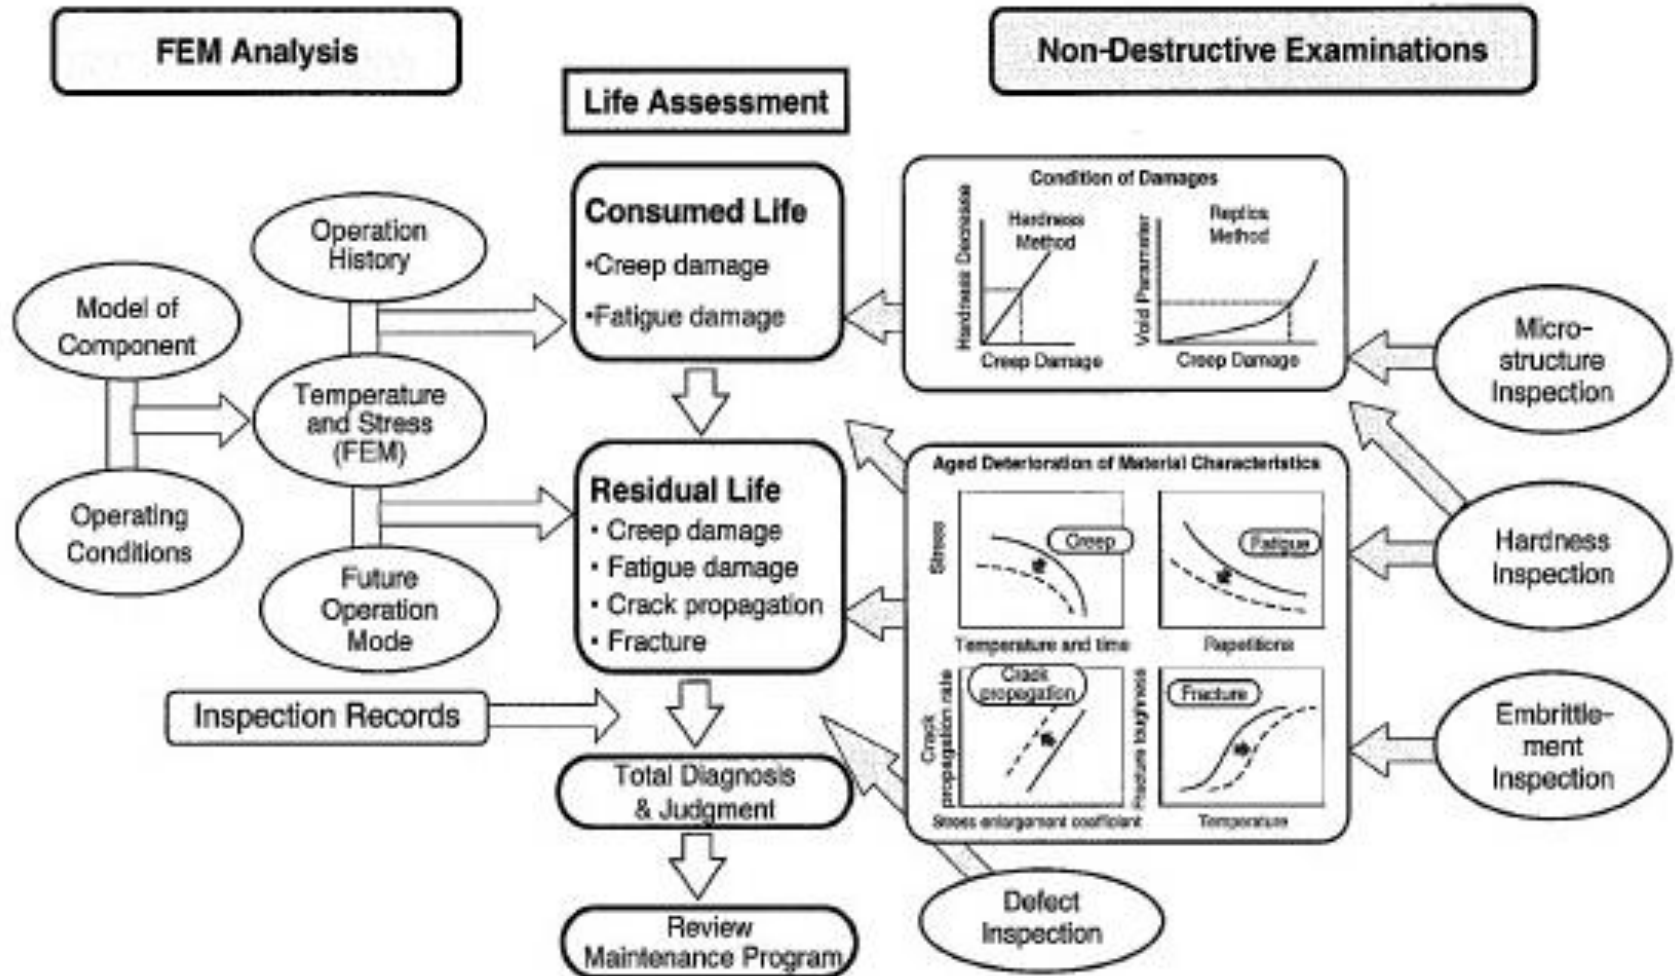 FEM Analysis
Non-Destructive Examinations
Life Assessment
Operation
History
Model of
Component
Temperature
and Stress
(FEM)
Operating
Conditions
Future
Operation
Mode
Inspection Records
Consumed Life
•Creep damage
•Fatigue damage
Residual Life
• Creep damage
• Fatigue damage
• Crack propagation
• Fracture
Total Diagnosis
& Judgment
Review
Maintenance Program
Condition of Damages
Hardness Decrease
Hardness
Method
Creep Damage
Void Parameter
Replica
Method
Creep Damage
Aged Deterioration of Material Characteristics
Stress
Creep
Temperature and time
Fatigue
Repetitions
Crack
propagation rate
Crack
propagation
Stress enlargement coefficient
Fracture toughness
Fracture
Temperature
Micro-
structure
Inspection
Hardness
Inspection
Embrittle-
ment
Inspection
Defect
Inspection